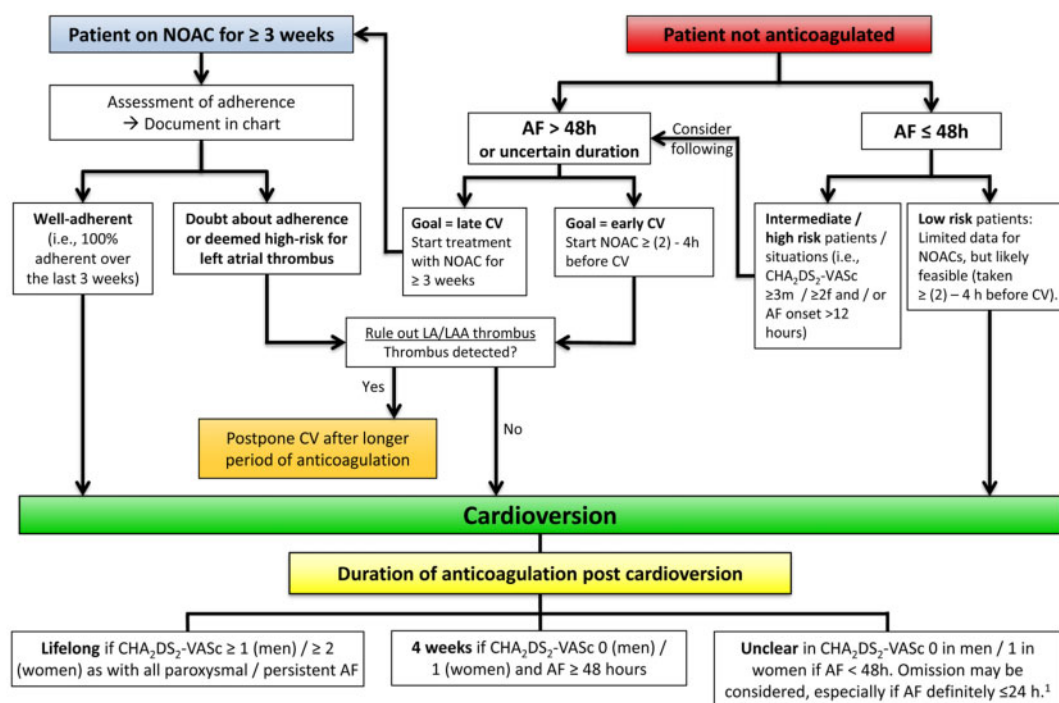 Patient on NOAC for ≥ 3 weeks
Patient not anticoagulated
Assessment of adherence
→ Document in chart
AF > 48h
or uncertain duration
Consider
following
AF ≤ 48h
Well-adherent
(i.e., 100%
adherent over
the last 3 weeks)
Doubt about adherence
or deemed high-risk for
left atrial thrombus
Goal = late CV
Start treatment
with NOAC for
≥ 3 weeks
Goal = early CV
Start NOAC ≥ (2) - 4h
before CV
Intermediate /
high risk patients /
situations (i.e.,
CHA₂DS₂-VASc
≥3m / ≥2f and / or
AF onset >12
hours)
Low risk patients:
Limited data for
NOACs, but likely
feasible (taken
≥ (2) – 4 h before CV).
Rule out LA/LAA thrombus
Thrombus detected?
Yes
No
Postpone CV after longer
period of anticoagulation
Cardioversion
Duration of anticoagulation post cardioversion
Lifelong if CHA₂DS₂-VASc ≥ 1 (men) / ≥ 2
(women) as with all paroxysmal / persistent AF
4 weeks if CHA₂DS₂-VASc 0 (men) /
1 (women) and AF ≥ 48 hours
Unclear in CHA₂DS₂-VASc 0 in men / 1 in
women if AF < 48h. Omission may be
considered, especially if AF definitely ≤24 h.¹